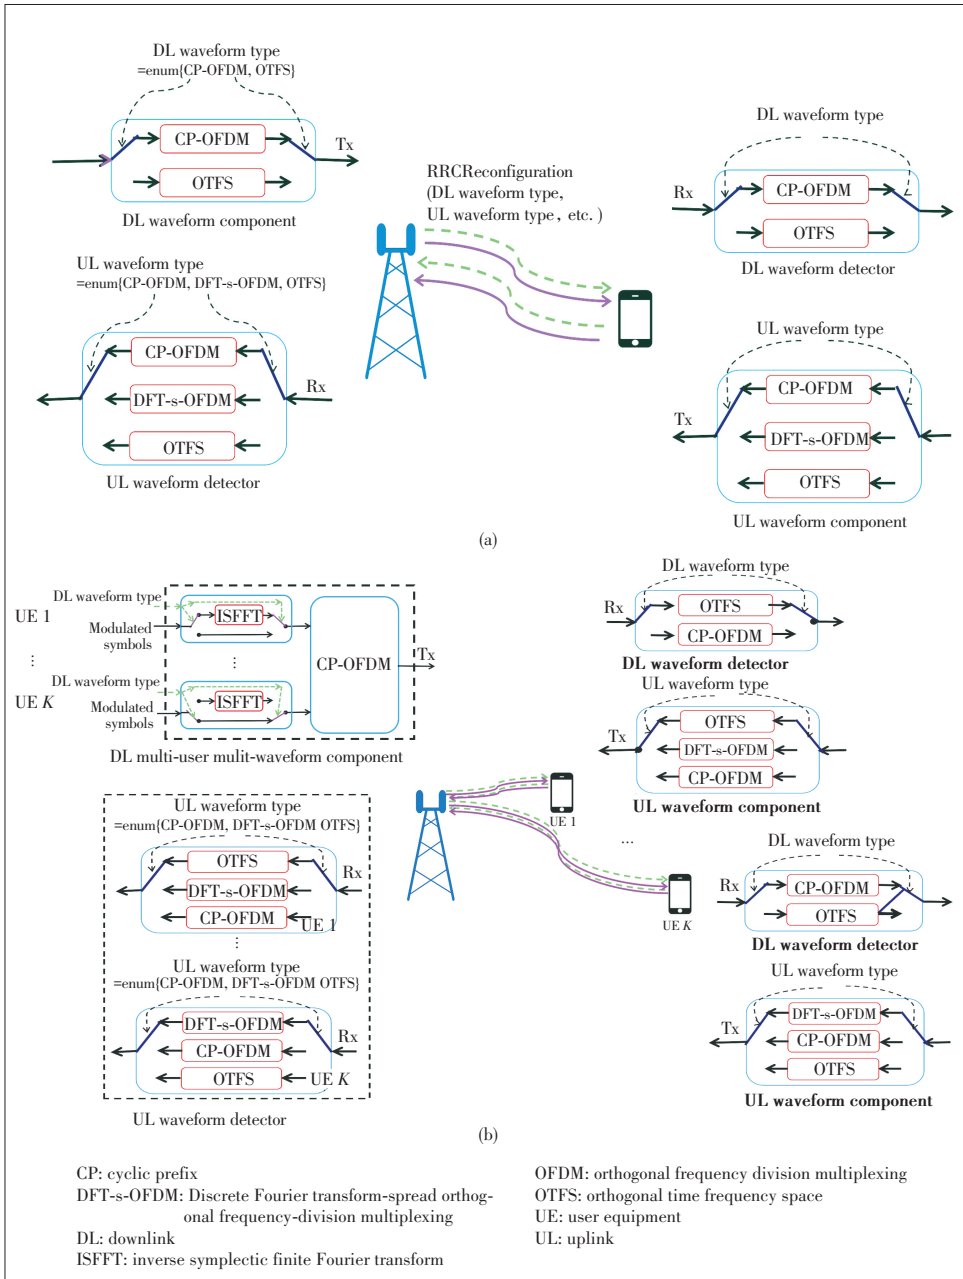 DL waveform type
=enum{CP-OFDM, OTFS}
CP-OFDM
Tx
OTFS
DL waveform component
UL waveform type
=enum{CP-OFDM, DFT-s-OFDM, OTFS}
CP-OFDM
Rx
DFT-s-OFDM
OTFS
UL waveform detector
RRCReconfiguration
(DL waveform type,
UL waveform type, etc.)
DL waveform type
Rx
CP-OFDM
OTFS
DL waveform detector
UL waveform type
CP-OFDM
Tx
DFT-s-OFDM
OTFS
UL waveform component
(a)
UE 1
DL waveform type
Modulated
symbols
ISFFT
...
...
UE K
DL waveform type
Modulated
symbols
ISFFT
CP-OFDM
Tx
DL multi-user mulit-waveform component
UL waveform type
=enum{CP-OFDM, DFT-s-OFDM OTFS}
OTFS
Rx
DFT-s-OFDM
CP-OFDM
UE 1
...
UL waveform type
=enum{CP-OFDM, DFT-s-OFDM OTFS}
DFT-s-OFDM
Rx
CP-OFDM
OTFS
UE K
UL waveform detector
UE 1
...
UE K
DL waveform type
Rx
OTFS
CP-OFDM
DL waveform detector
UL waveform type
OTFS
Tx
DFT-s-OFDM
CP-OFDM
UL waveform component
DL waveform type
Rx
CP-OFDM
OTFS
DL waveform detector
UL waveform type
DFT-s-OFDM
Tx
CP-OFDM
OTFS
UL waveform component
(b)
CP: cyclic prefix
DFT-s-OFDM: Discrete Fourier transform-spread orthog-
onal frequency-division multiplexing
DL: downlink
ISFFT: inverse symplectic finite Fourier transform
OFDM: orthogonal frequency division multiplexing
OTFS: orthogonal time frequency space
UE: user equipment
UL: uplink